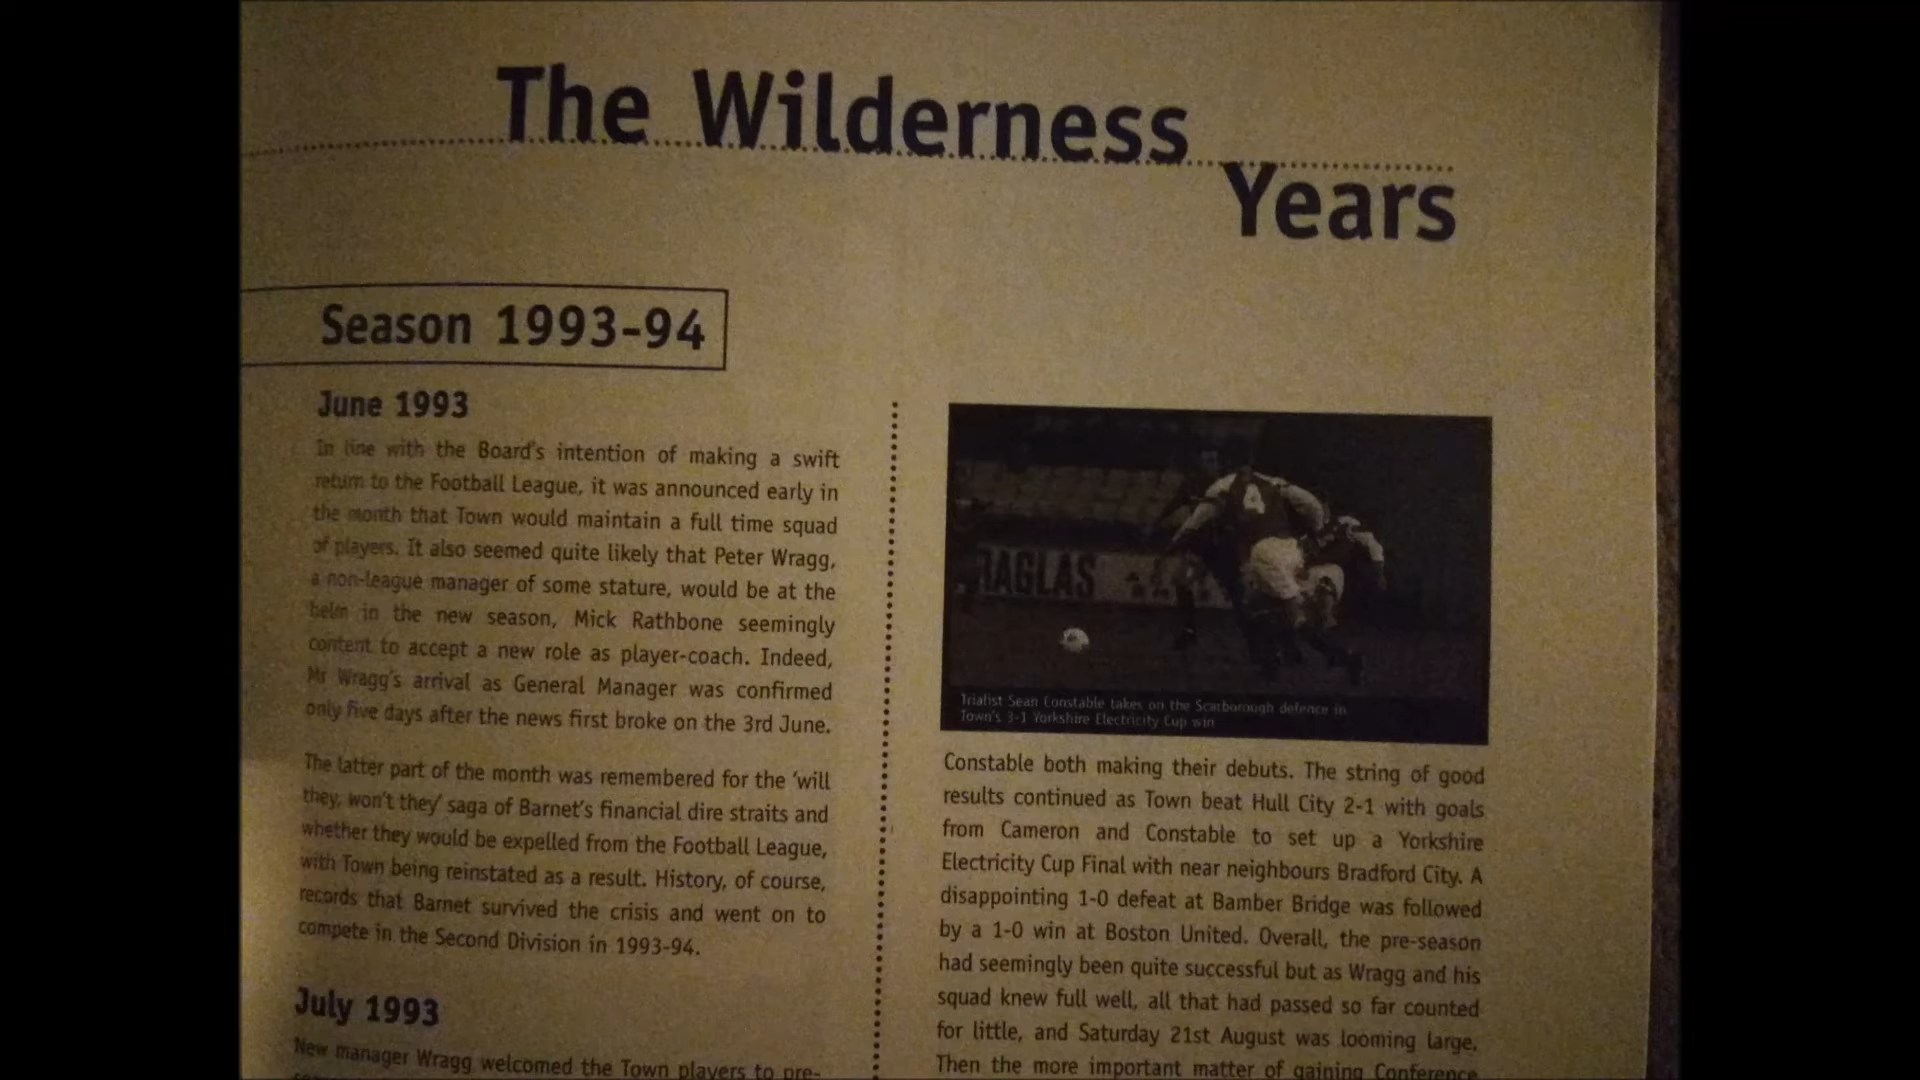 The Wilderness
Years
Season 1993-94
June 1993
In line with the Board's intention of making a swift
return to the Football League, it was announced early in
the month that Town would maintain a full time squad
of players. It also seemed quite likely that Peter Wragg,
a non-league manager of some stature, would be at the
helm in the new season, Mick Rathbone seemingly
content to accept a new role as player-coach. Indeed,
Mr Wragg's arrival as General Manager was confirmed
only five days after the news first broke on the 3rd June.
The latter part of the month was remembered for the 'will
they, won't they' saga of Barnet's financial dire straits and
whether they would be expelled from the Football League,
with Town being reinstated as a result. History, of course,
records that Barnet survived the crisis and went on to
compete in the Second Division in 1993-94.
July 1993
New manager Wragg welcomed the Town players to pre-
4
RAGLAS
Trialist Sean Constable takes on the Scarborough defence in
Town's 3-1 Yorkshire Electricity Cup win
Constable both making their debuts. The string of good
results continued as Town beat Hull City 2-1 with goals
from Cameron and Constable to set up a Yorkshire
Electricity Cup Final with near neighbours Bradford City. A
disappointing 1-0 defeat at Bamber Bridge was followed
by a 1-0 win at Boston United. Overall, the pre-season
had seemingly been quite successful but as Wragg and his
squad knew full well, all that had passed so far counted
for little, and Saturday 21st August was looming large.
Then the more important matter of gaining Conference